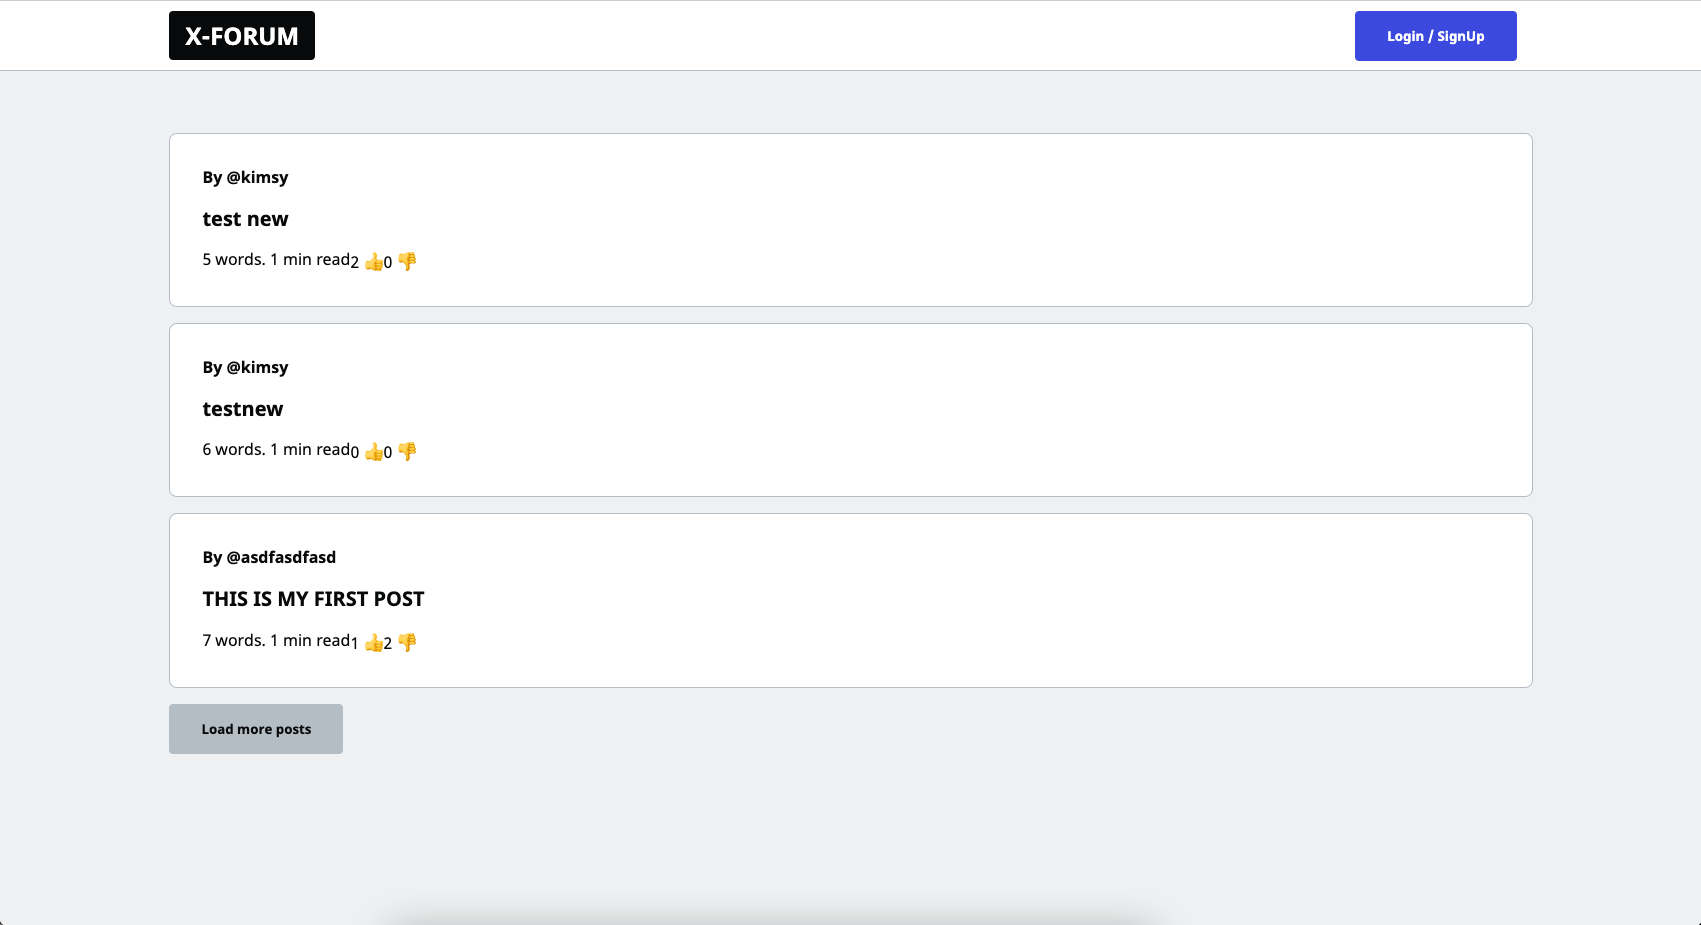 X-FORUM
Login / SignUp
By @kimsy
test new
5 words. 1 min read2 👍0 👎
By @kimsy
testnew
6 words. 1 min read0 👍0 👎
By @asdfasdfasd
THIS IS MY FIRST POST
7 words. 1 min read1 👍2 👎
Load more posts